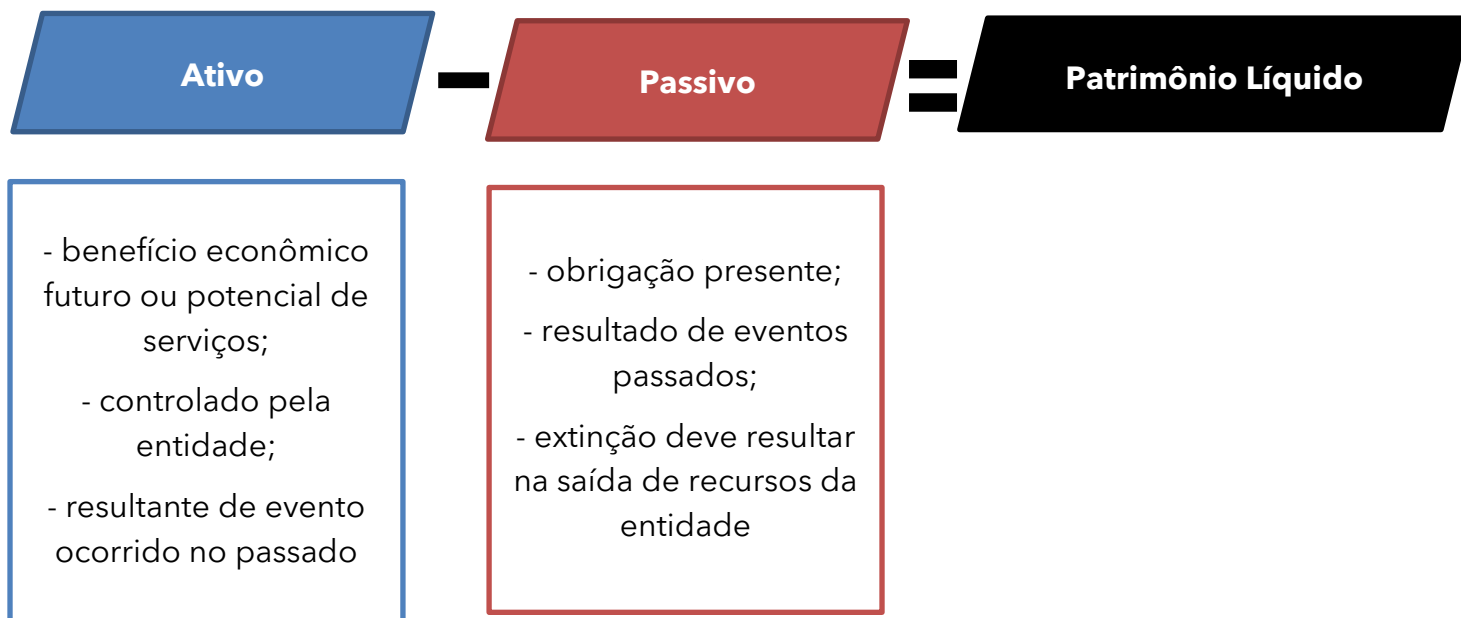 Ativo
Passivo
Patrimônio Líquido
- benefício econômico
futuro ou potencial de
serviços;
- controlado pela
entidade;
- resultante de evento
ocorrido no passado
- obrigação presente;
- resultado de eventos
passados;
- extinção deve resultar
na saída de recursos da
entidade